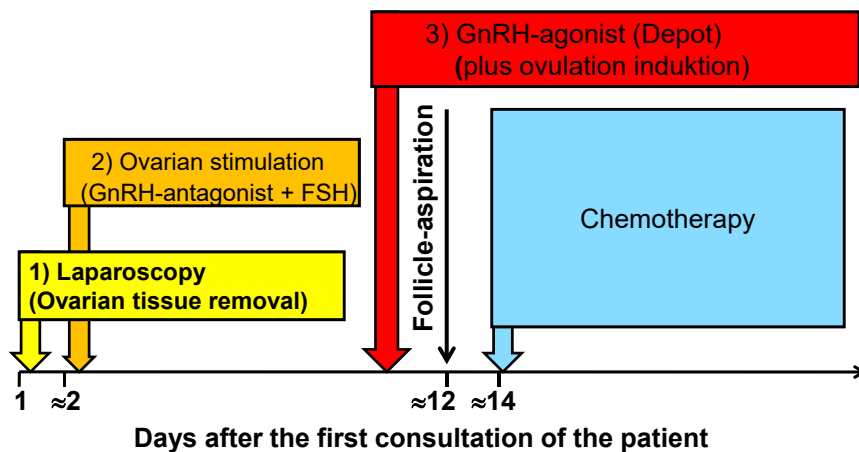 3) GnRH-agonist (Depot)
(plus ovulation induktion)
Follicle-aspiration
2) Ovarian stimulation
(GnRH-antagonist + FSH)
Chemotherapy
1) Laparoscopy
(Ovarian tissue removal)
1 ≈2 ≈12 ≈14
Days after the first consultation of the patient